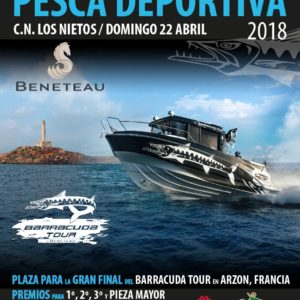 PESCA DEPORTIVA
C.N. LOS NIETOS / DOMINGO 22 ABRIL 2018
BENETEAU
BARRACUDA
TOUR
PLAZA PARA LA GRAN FINAL DEL BARRACUDA TOUR EN ARZON, FRANCIA
PREMIOS PARA 1º, 2º, 3º Y PIEZA MAYOR